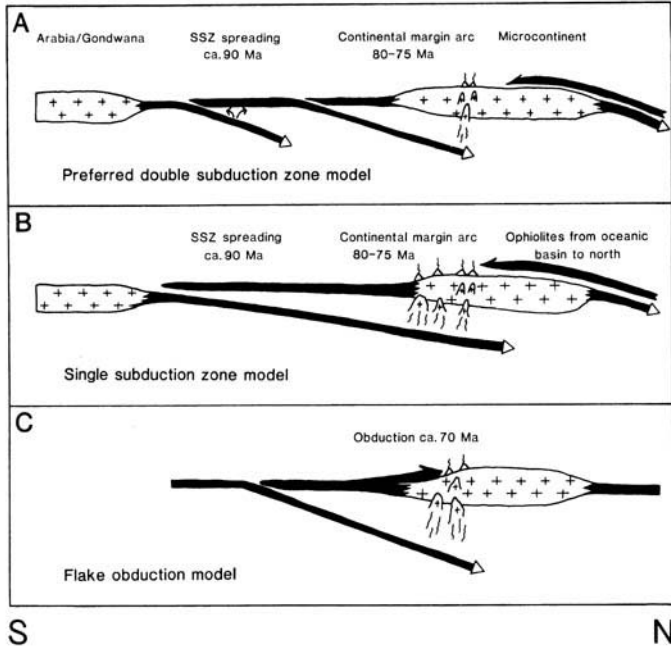 A
Arabia/Gondwana
SSZ spreading
ca. 90 Ma
Continental margin arc
80-75 Ma
Microcontinent
Preferred double subduction zone model
B
SSZ spreading
ca. 90 Ma
Continental margin arc
80-75 Ma
Ophiolites from oceanic
basin to north
Single subduction zone model
C
Obduction ca. 70 Ma
Flake obduction model
S
N